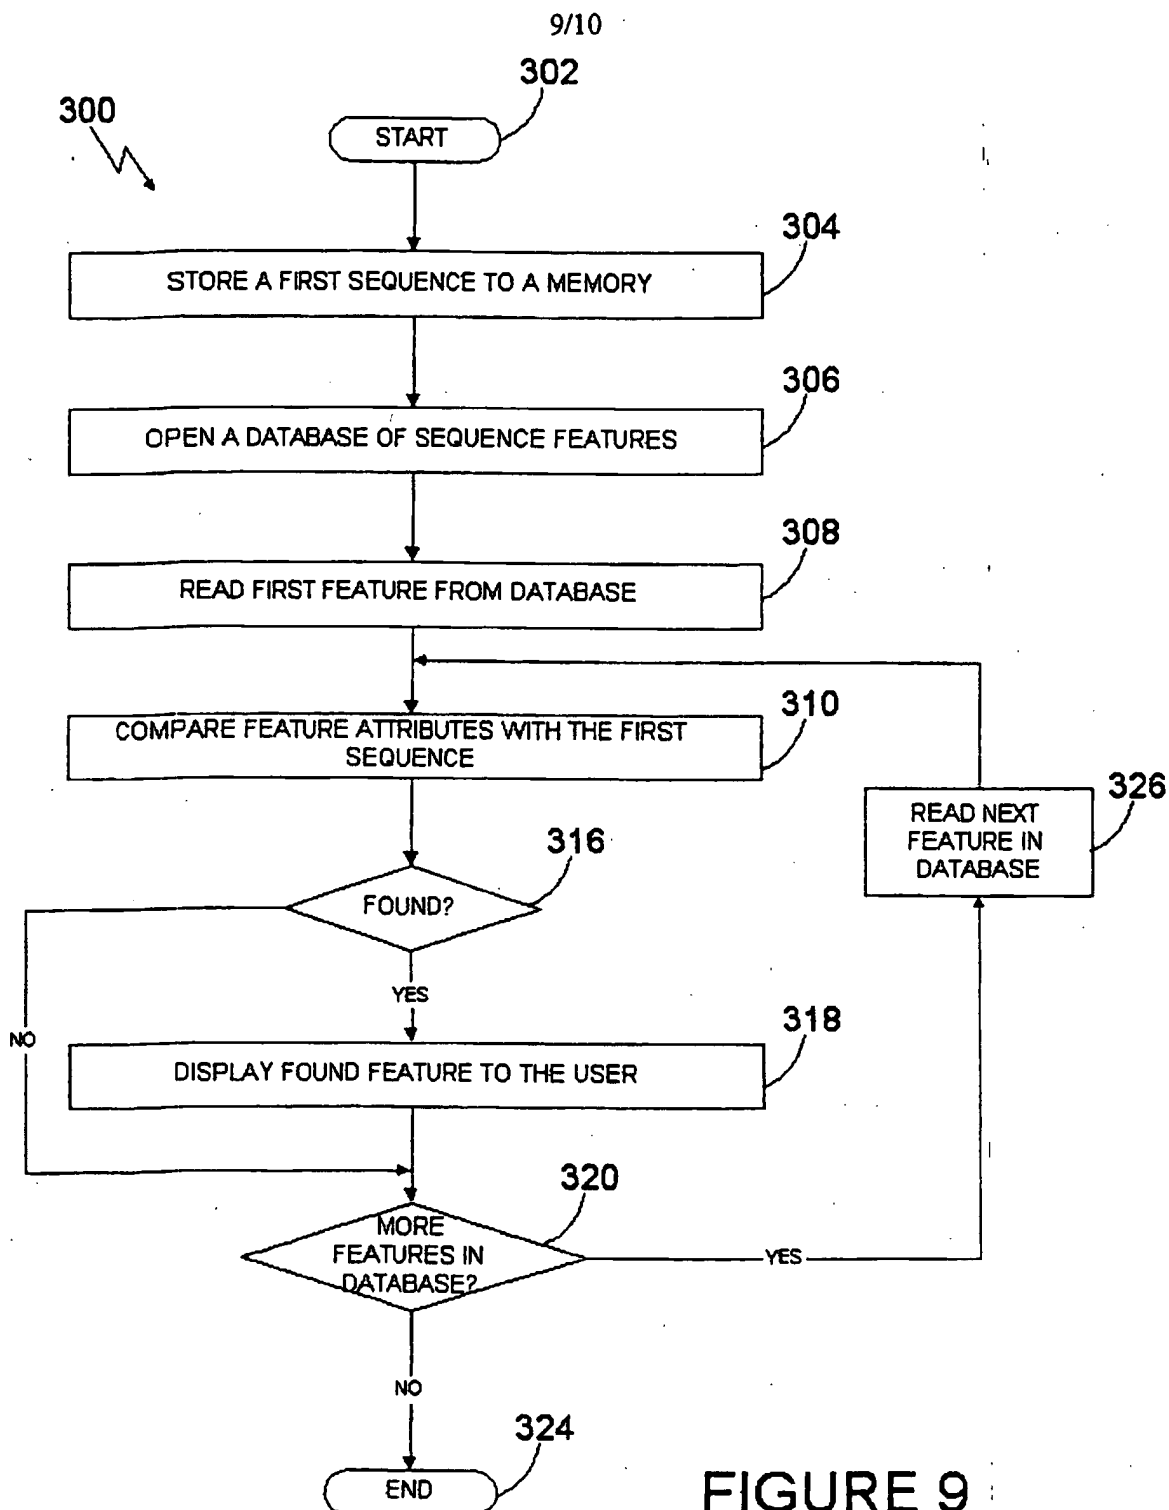 9/10
302
300
START
304
STORE A FIRST SEQUENCE TO A MEMORY
306
OPEN A DATABASE OF SEQUENCE FEATURES
308
READ FIRST FEATURE FROM DATABASE
310
COMPARE FEATURE ATTRIBUTES WITH THE FIRST
SEQUENCE
326
READ NEXT
FEATURE IN
DATABASE
316
FOUND?
YES
NO
318
DISPLAY FOUND FEATURE TO THE USER
320
MORE
FEATURES IN
DATABASE?
YES
NO
324
END
FIGURE 9